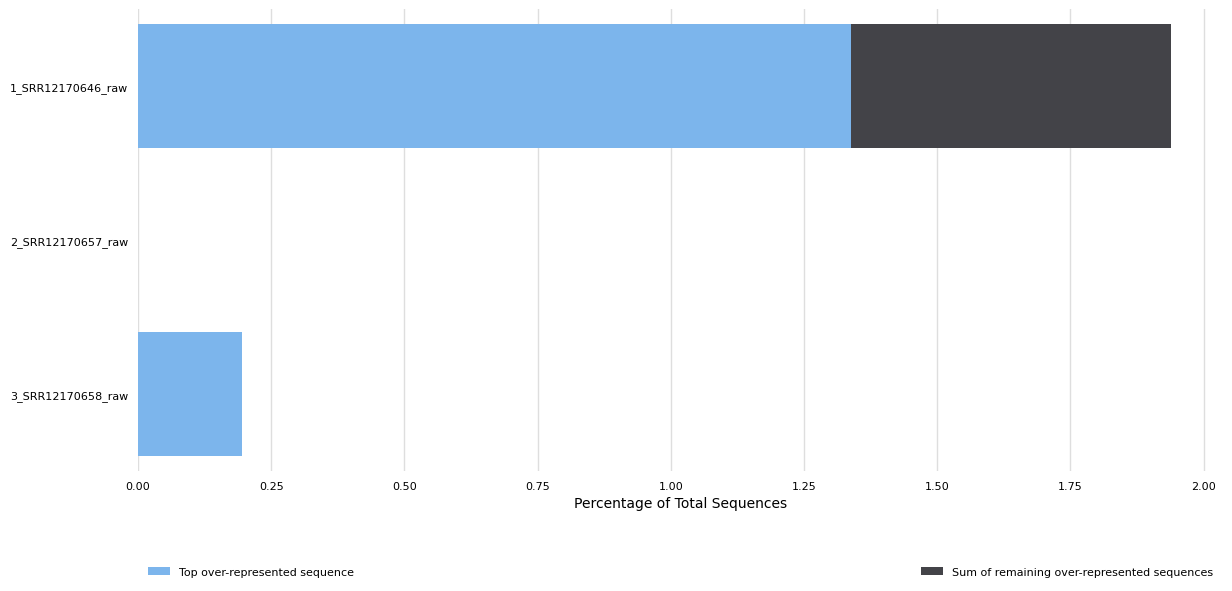 1_SRR12170646_raw
2_SRR12170657_raw
3_SRR12170658_raw
0.00 0.25 0.50 0.75 1.00 1.25 1.50 1.75 2.00
Percentage of Total Sequences
Top over-represented sequence Sum of remaining over-represented sequences